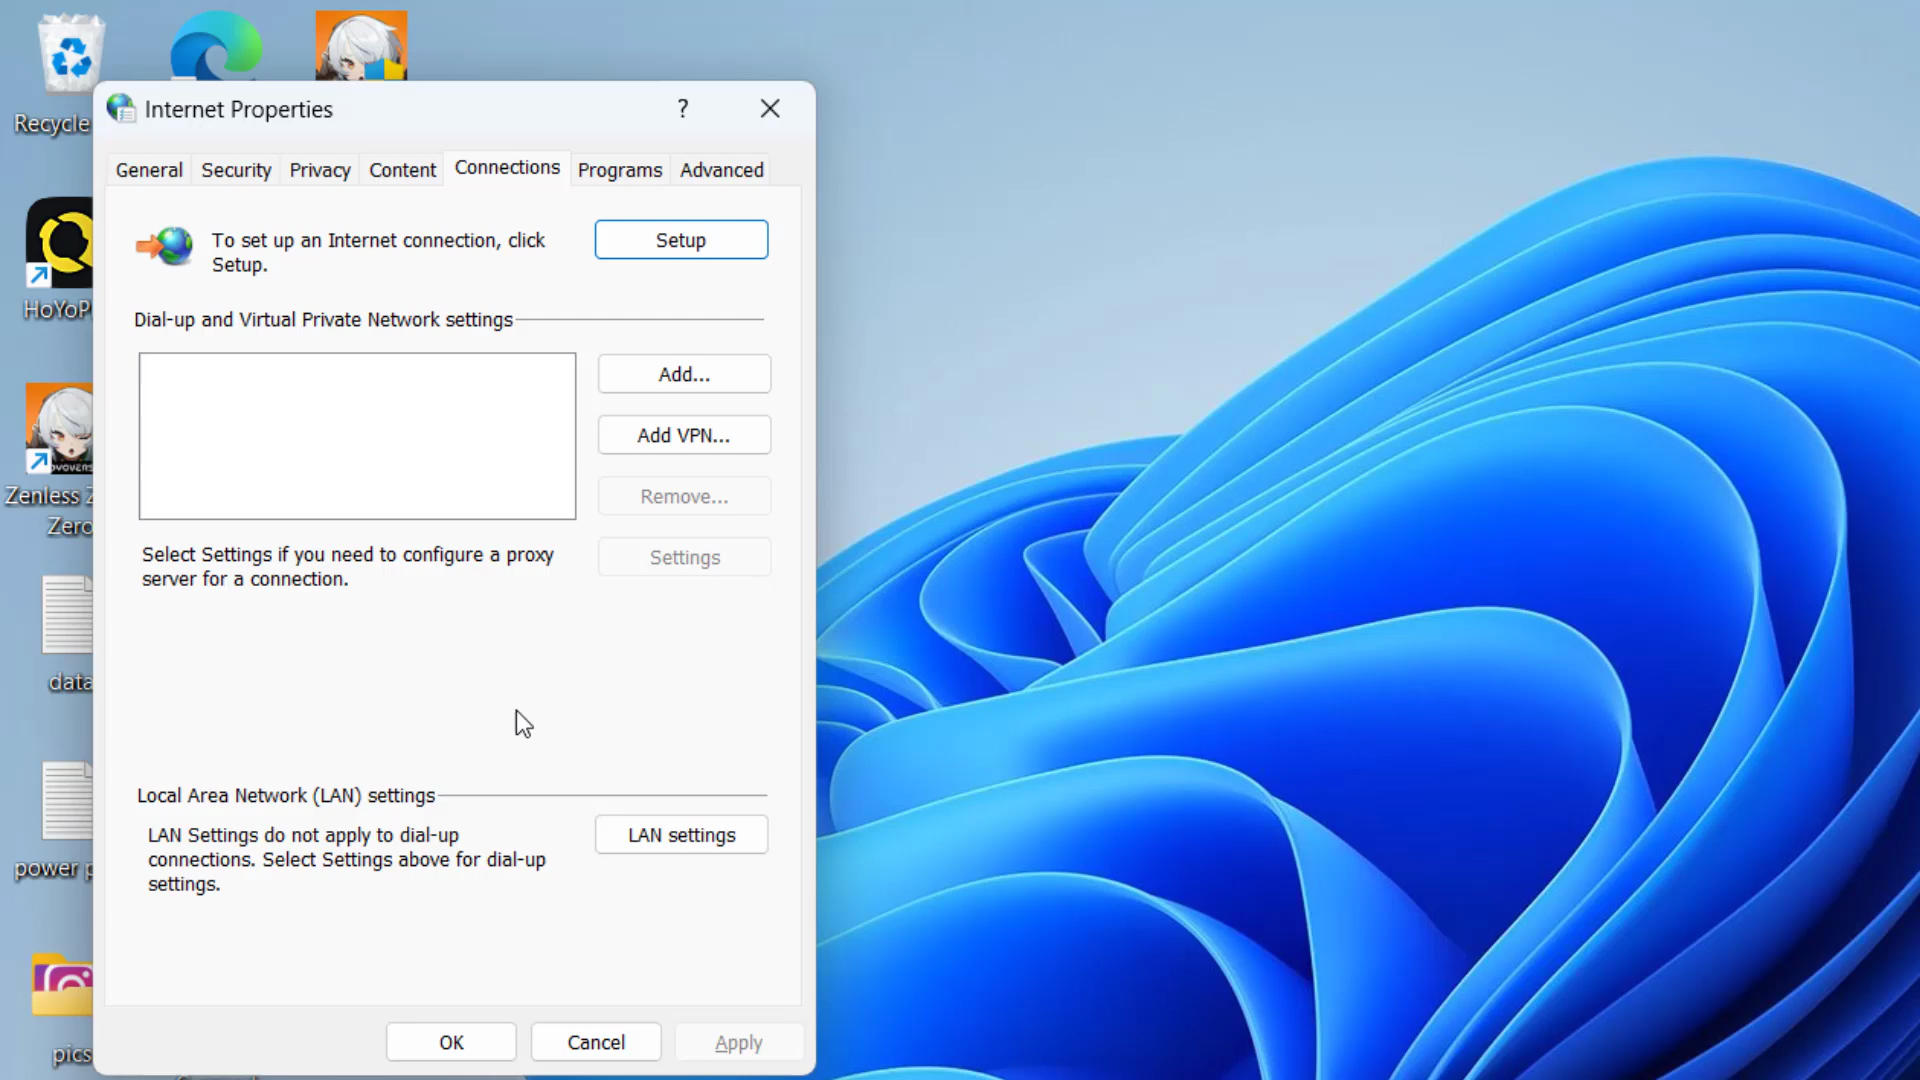 Recycle
Internet Properties
?
General
Security
Privacy
Content
Connections
Programs
Advanced
To set up an Internet connection, click
Setup.
Setup
Dial-up and Virtual Private Network settings
Add...
Add VPN...
Remove...
Settings
Select Settings if you need to configure a proxy
server for a connection.
Local Area Network (LAN) settings
LAN Settings do not apply to dial-up
connections. Select Settings above for dial-up
settings.
LAN settings
OK
Cancel
Apply
HoYoP
Zenless Z
Zero
data
power p
pics